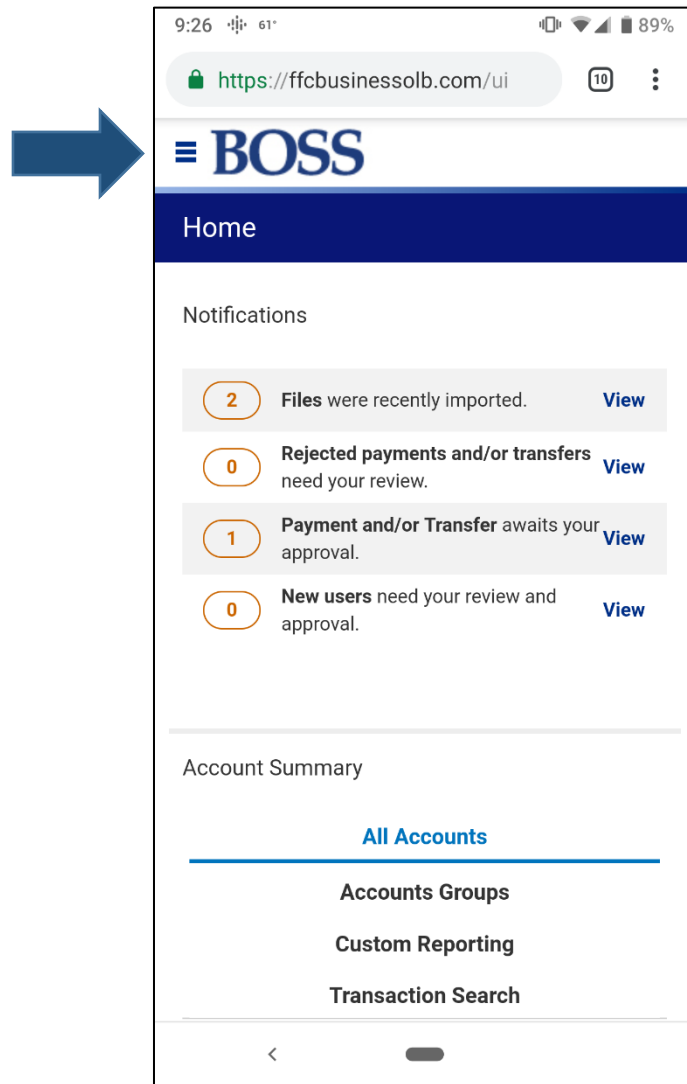 9:26 61° 89%
https://ffcbusinessolb.com/ui 10
BOSS
Home
Notifications
2 Files were recently imported. View
0 Rejected payments and/or transfers
need your review. View
1 Payment and/or Transfer awaits your
approval. View
0 New users need your review and
approval. View
Account Summary
All Accounts
Accounts Groups
Custom Reporting
Transaction Search